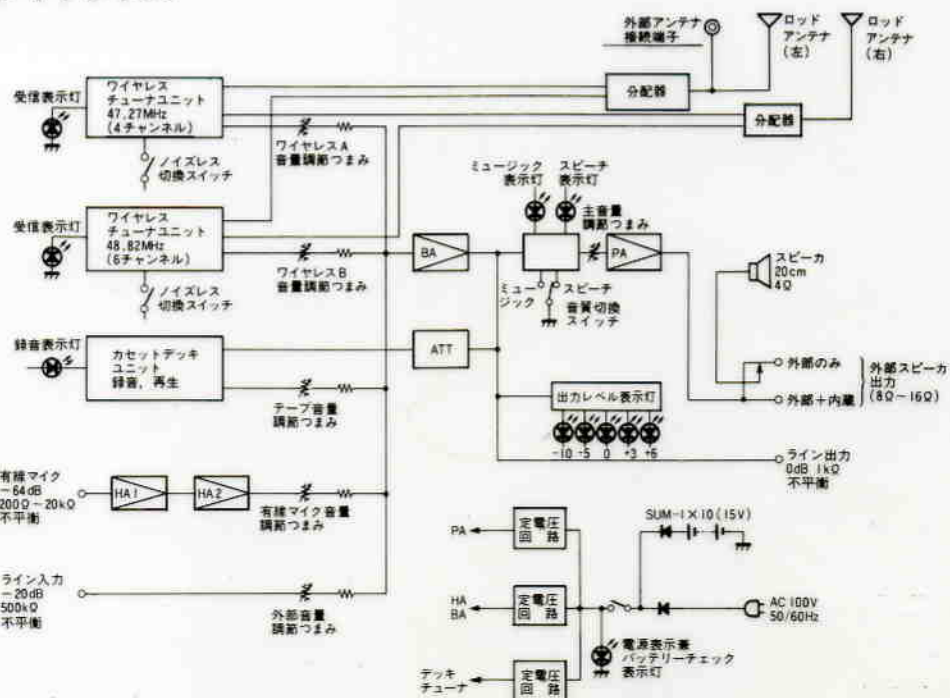 外部アンテナ
接続端子
ロッド
アンテナ
(左)
ロッド
アンテナ
(右)
受信表示灯
ワイヤレス
チューナユニット
47.27MHz
(4チャンネル)
分配器
分配器
ワイヤレスA
音量調節つまみ
ノイズレス
切換スイッチ
ミュージック
表示灯
スピーチ
表示灯
受信表示灯
ワイヤレス
チューナユニット
48.82MHz
(6チャンネル)
主音量
調節つまみ
BA
PA
スピーカ
20cm
4Ω
ワイヤレスB
音量調節つまみ
ノイズレス
切換スイッチ
ミュー
ジック
スピーチ
音質切換
スイッチ
録音表示灯
カセットデッキ
ユニット
録音,再生
ATT
外部のみ
外部+内蔵
外部スピーカ
出力
(8Ω~16Ω)
テープ音量
調節つまみ
出力レベル表示灯
-10 -5 0 +3 +6
ライン出力
0dB 1kΩ
不平衡
有線マイク
-64dB
200Ω~20kΩ
不平衡
HA1
HA2
有線マイク音量
調節つまみ
PA
定電圧
回路
SUM-1×10(15V)
ライン入力
-20dB
500kΩ
不平衡
外部音量
調節つまみ
HA
BA
定電圧
回路
AC100V
50/60Hz
電源表示兼
バッテリーチェック
表示灯
デッキ
チューナ
定電圧
回路